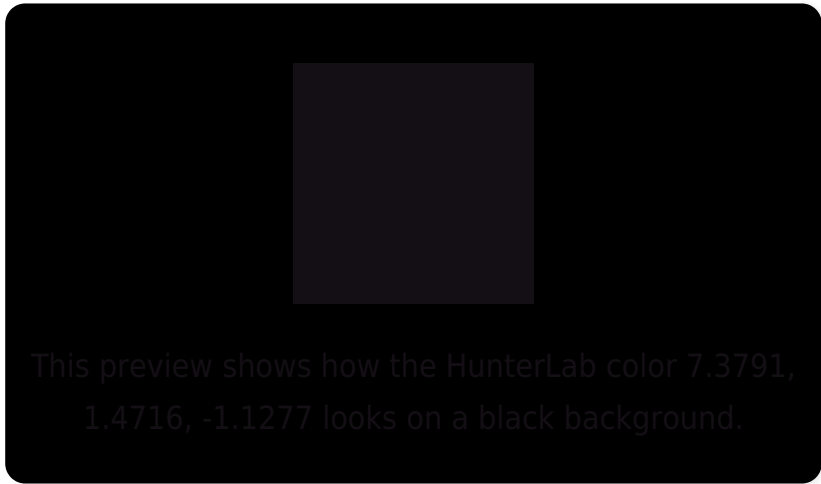 This preview shows how the HunterLab color 7.3791,
1.4716, -1.1277 looks on a black background.